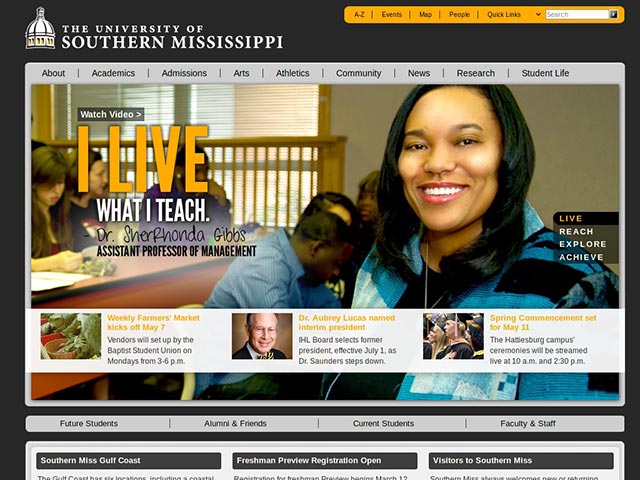 THE UNIVERSITY OF
SOUTHERN MISSISSIPPI
A-Z | Events | Map | People | Quick Links Search
About | Academics | Admissions | Arts | Athletics | Community | News | Research | Student Life
Watch Video >
I LIVE
WHAT I TEACH.
- Dr. SherRhonda Gibbs
ASSISTANT PROFESSOR OF MANAGEMENT
LIVE
REACH
EXPLORE
ACHIEVE
Weekly Farmers' Market
kicks off May 7
Vendors will set up by the
Baptist Student Union on
Mondays from 3-6 p.m.
Dr. Aubrey Lucas named
interim president
IHL Board selects former
president, effective July 1, as
Dr. Saunders steps down.
Spring Commencement set
for May 11
The Hattiesburg campus'
ceremonies will be streamed
live at 10 a.m. and 2:30 p.m.
Future Students | Alumni & Friends | Current Students | Faculty & Staff
Southern Miss Gulf Coast
The Gulf Coast has six locations, including a coastal
Freshman Preview Registration Open
Registration for freshman Preview begins March 12
Visitors to Southern Miss
Southern Miss always welcomes new or returning